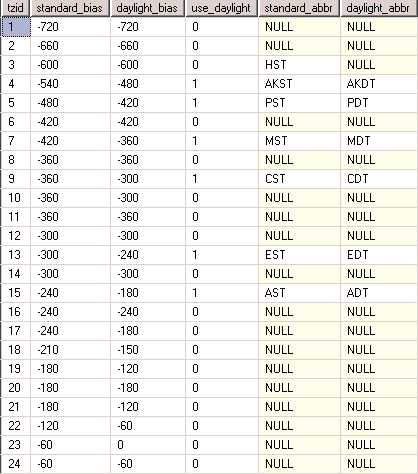 tzid standard_bias daylight_bias use_daylight standard_abbr daylight_abbr
1 -720 -720 0 NULL NULL
2 -660 -660 0 NULL NULL
3 -600 -600 0 HST NULL
4 -540 -480 1 AKST AKDT
5 -480 -420 1 PST PDT
6 -420 -420 0 NULL NULL
7 -420 -360 1 MST MDT
8 -360 -360 0 NULL NULL
9 -360 -300 1 CST CDT
10 -360 -300 0 NULL NULL
11 -360 -360 0 NULL NULL
12 -300 -300 0 NULL NULL
13 -300 -240 1 EST EDT
14 -300 -300 0 NULL NULL
15 -240 -180 1 AST ADT
16 -240 -240 0 NULL NULL
17 -240 -180 0 NULL NULL
18 -210 -150 0 NULL NULL
19 -180 -120 0 NULL NULL
20 -180 -180 0 NULL NULL
21 -180 -120 0 NULL NULL
22 -120 -60 0 NULL NULL
23 -60 0 0 NULL NULL
24 -60 -60 0 NULL NULL